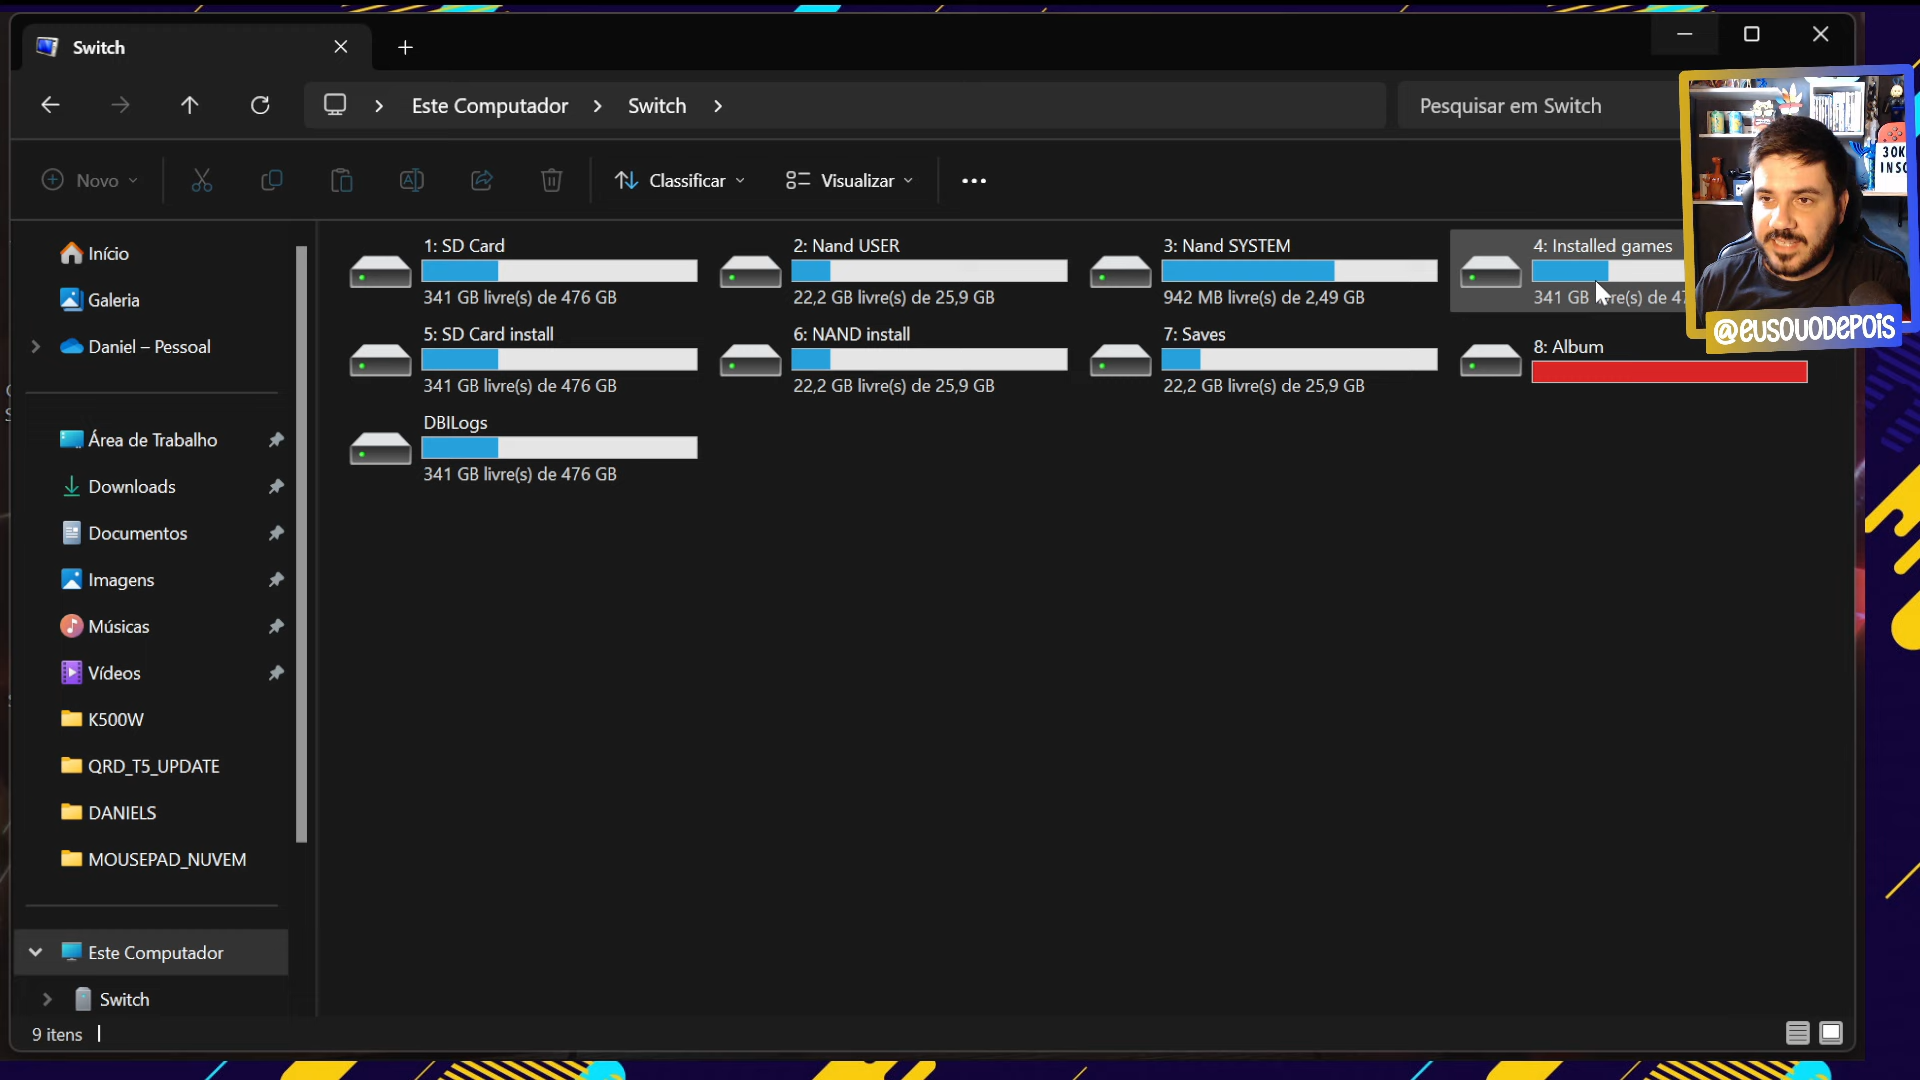 Switch
Este Computador
Switch
Pesquisar em Switch
Novo
Classificar
Visualizar
Início
Galeria
Daniel – Pessoal
Área de Trabalho
Downloads
Documentos
Imagens
Músicas
Vídeos
K500W
QRD_T5_UPDATE
DANIELS
MOUSEPAD_NUVEM
Este Computador
Switch
1: SD Card
341 GB livre(s) de 476 GB
2: Nand USER
22,2 GB livre(s) de 25,9 GB
3: Nand SYSTEM
942 MB livre(s) de 2,49 GB
4: Installed games
341 GB de
5: SD Card install
341 GB livre(s) de 476 GB
6: NAND install
22,2 GB livre(s) de 25,9 GB
7: Saves
22,2 GB livre(s) de 25,9 GB
8: Album
DBILogs
341 GB livre(s) de 476 GB
30K
INSC
@EUSOUODEPOIS
9 itens